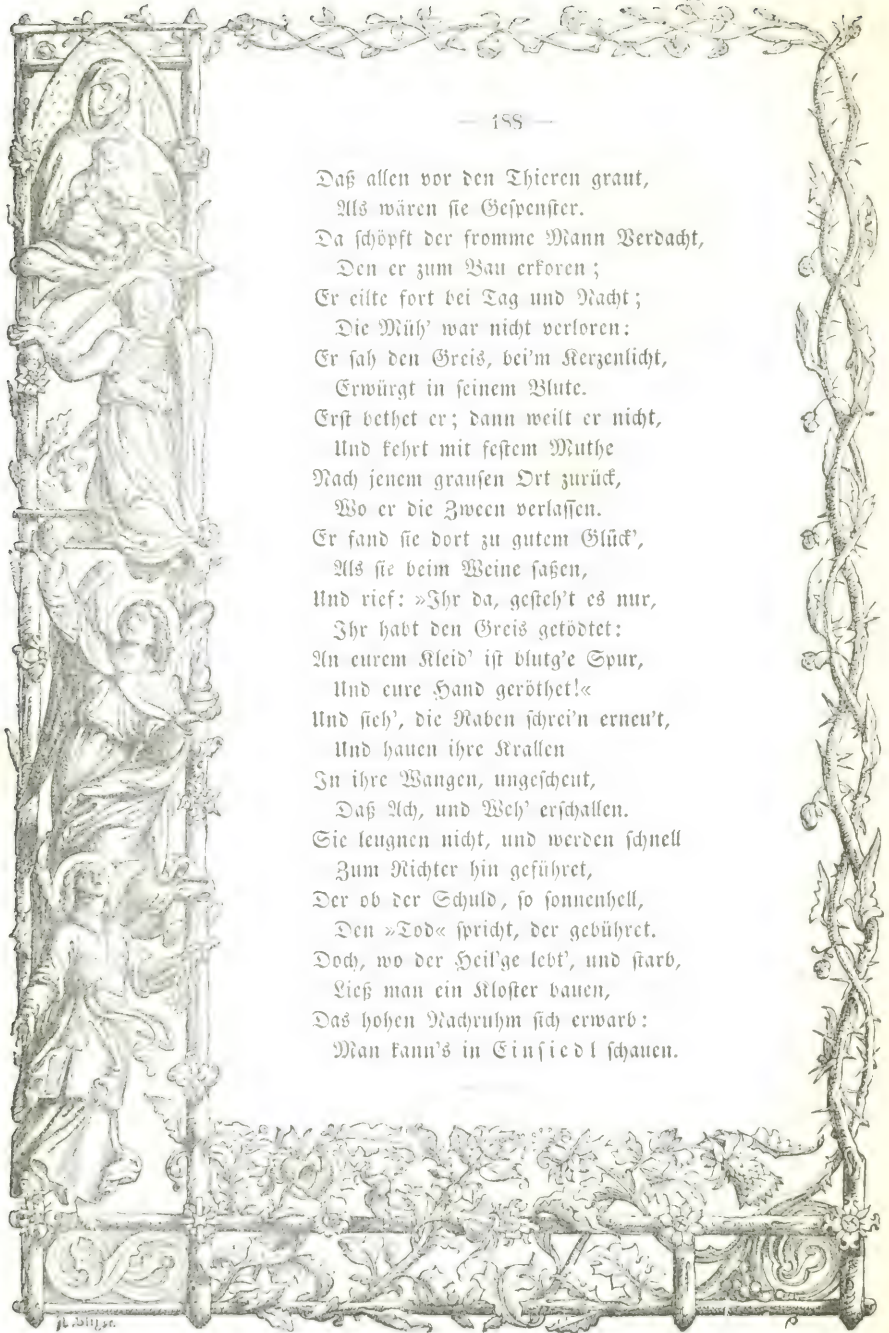 — 188 —
Daß allen vor den Thieren graut,
Als wären sie Gespenster.
Da schöpft der fromme Mann Verdacht,
Den er zum Bau erkoren;
Er eilte fort bei Tag und Nacht;
Die Müh' war nicht verloren:
Er sah den Greis, bei'm Kerzenlicht,
Erwürgt in seinem Blute.
Erst bethet er; dann weilt er nicht,
Und kehrt mit festem Muthe
Nach jenem grausen Ort zurück,
Wo er die Zween verlassen.
Er fand sie dort zu gutem Glück',
Als sie beim Weine saßen,
Und rief: »Ihr da, gesteh't es nur,
Ihr habt den Greis getödtet:
An eurem Kleid' ist blutg'e Spur,
Und eure Hand geröthet!«
Und sieh', die Raben schrei'n erneu't,
Und hauen ihre Krallen
In ihre Wangen, ungescheut,
Daß Ach, und Weh' erschallen.
Sie leugnen nicht, und werden schnell
Zum Richter hin geführet,
Der ob der Schuld, so sonnenhell,
Den »Tod« spricht, der gebühret.
Doch, wo der Heil'ge lebt', und starb,
Ließ man ein Kloster bauen,
Das hohen Nachruhm sich erwarb:
Man kann's in Einsiedl schauen.